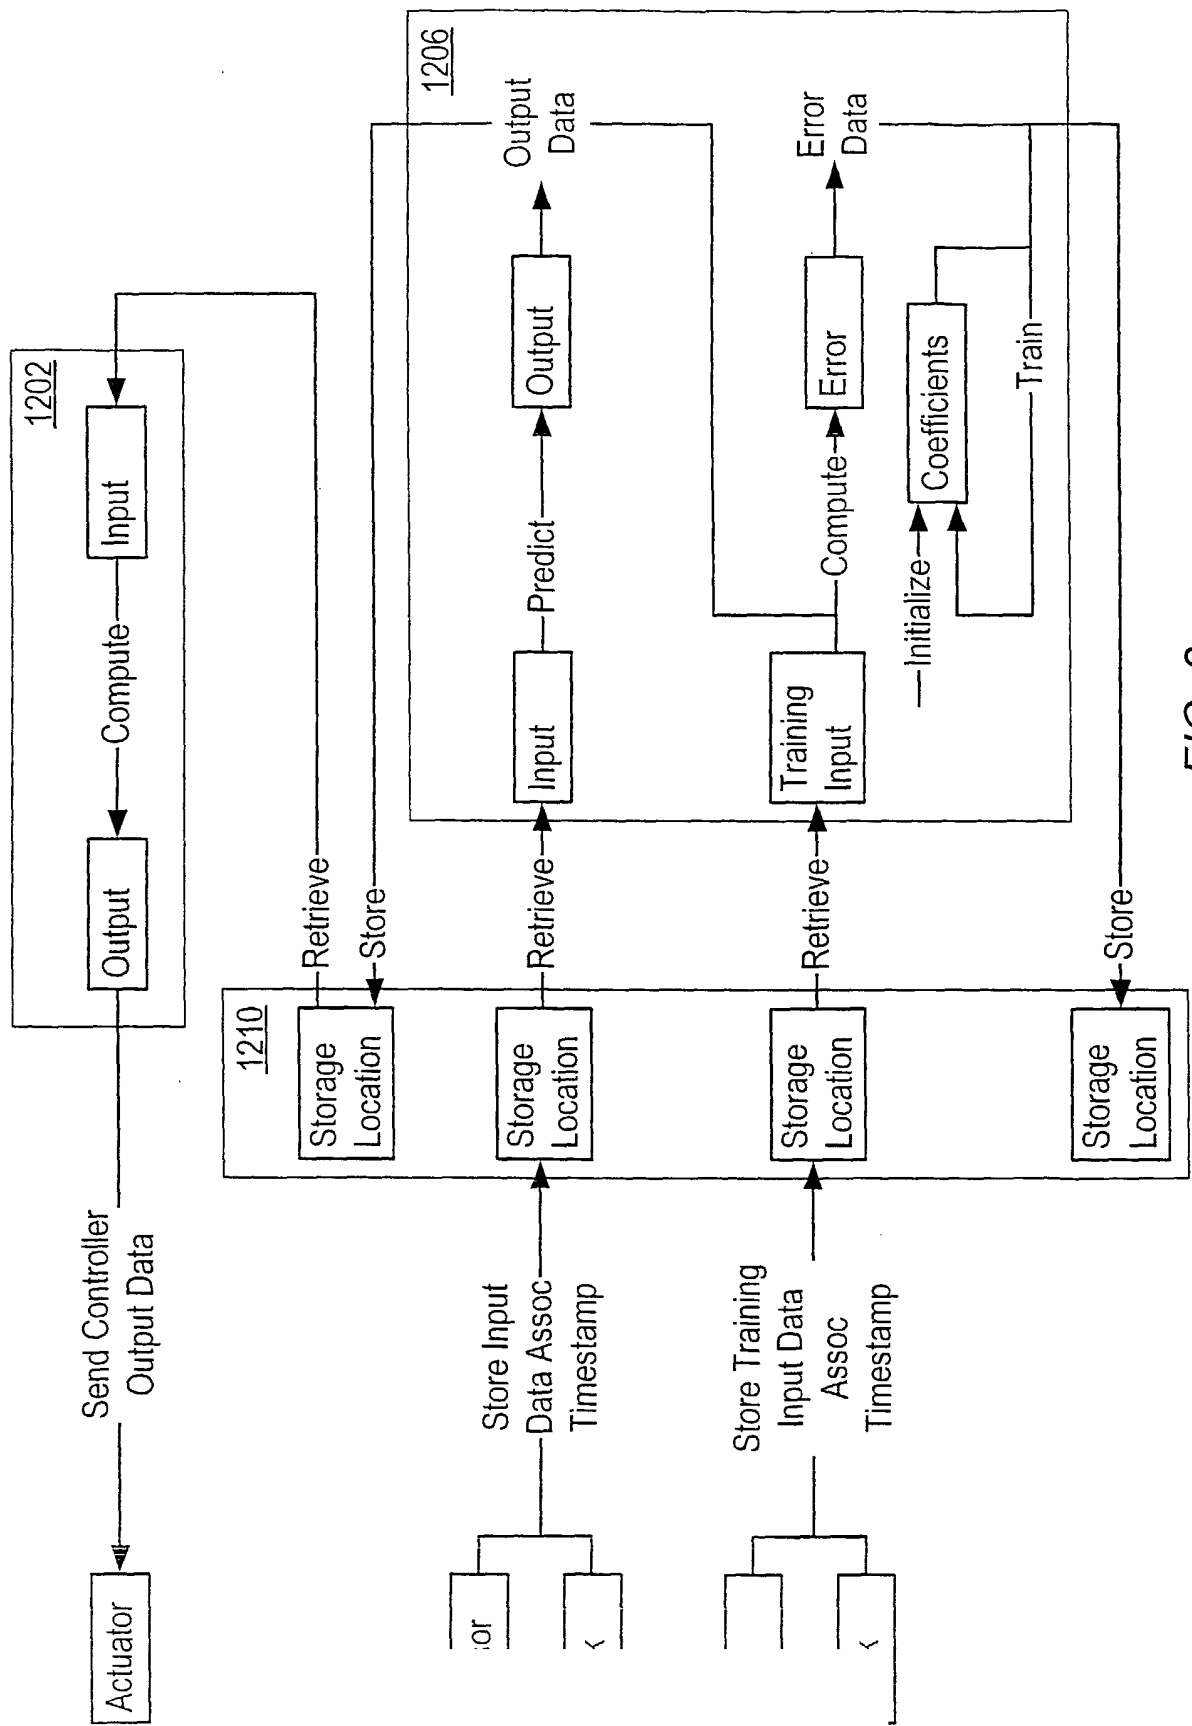 1202
Input
Compute
Output
Send Controller
Output Data
Actuator
1206
Output
Data
Output
Predict
Input
Error
Data
Error
Compute
Training
Input
Coefficients
Initialize
Train
Retrieve
Store
Retrieve
Retrieve
Store
1210
Storage
Location
Storage
Location
Storage
Location
Storage
Location
Store Input
Data Assoc
Timestamp
Store Training
Input Data
Assoc
Timestamp
FIG.